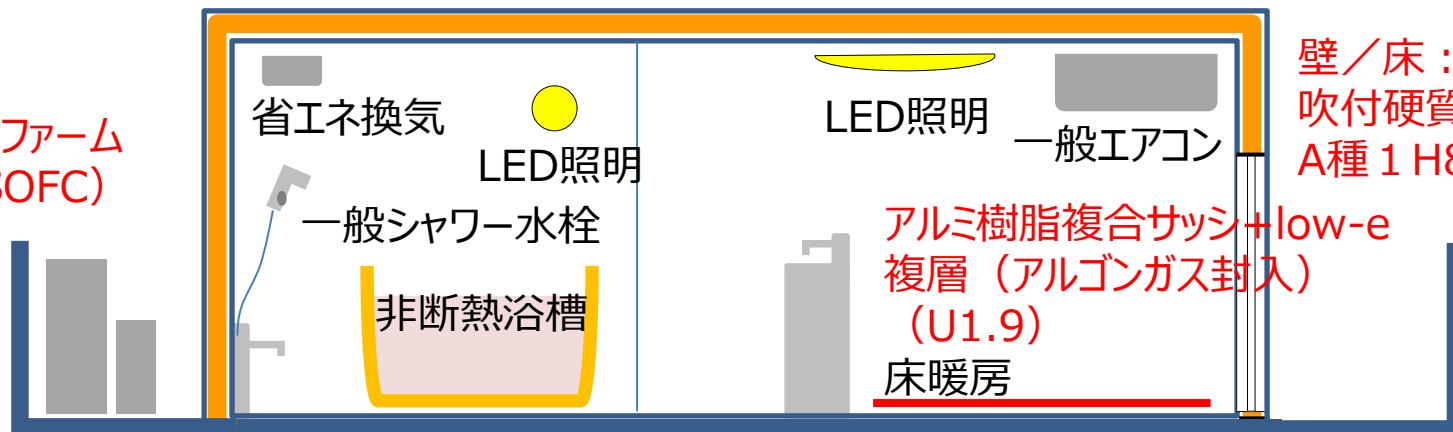 ファーム
SOFC）
省エネ換気
LED照明
一般シャワー水栓
非断熱浴槽
LED照明
一般エアコン
アルミ樹脂複合サッシ+low-e
複層（アルゴンガス封入）
（U1.9）
床暖房
壁／床：
吹付硬質
A種１H